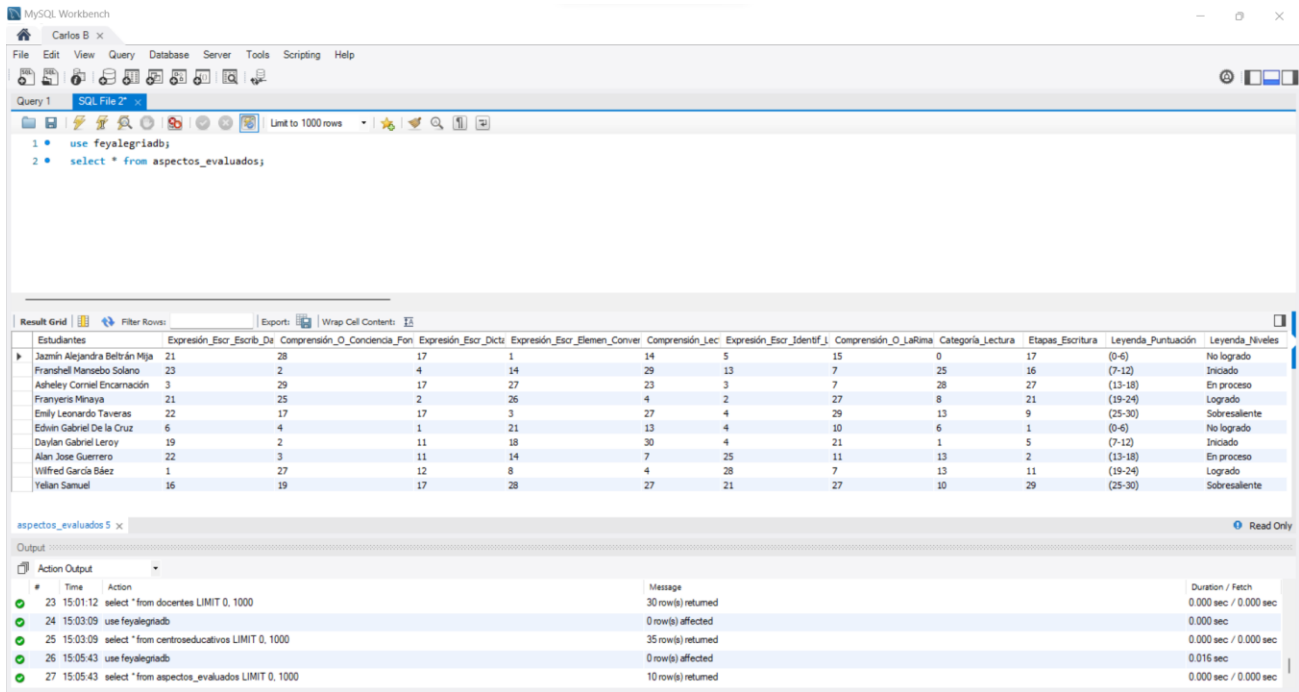 MySQL Workbench
Carlos B
File Edit View Query Database Server Tools Scripting Help
Query 1 SQL File 2*
Limit to 1000 rows
1 use feyalegriadb;
2 select * from aspectos_evaluados;
Result Grid Filter Rows: Export: Wrap Cell Content:
Estudiantes Expresión_Escr_Escrib_Da Comprensión_O_Conciencia_Fon Expresión_Escr_Dicta Expresión_Escr_Elemen_Conver Comprensión_Lec Expresión_Escr_Identif_L Comprensión_O_LaRima Categoría_Lectura Etapas_Escritura Leyenda_Puntuación Leyenda_Niveles
Jazmín Alejandra Beltrán Mija 21 28 17 1 14 5 15 0 17 (0-6) No logrado
Franshell Mansebo Solano 23 2 4 14 29 13 7 25 16 (7-12) Iniciado
Asheley Corniel Encarnación 3 29 17 27 23 3 7 28 27 (13-18) En proceso
Franyeris Minaya 21 25 2 26 4 2 27 8 21 (19-24) Logrado
Emily Leonardo Taveras 22 17 17 3 27 4 29 13 9 (25-30) Sobresaliente
Edwin Gabriel De la Cruz 6 4 1 21 13 4 10 6 1 (0-6) No logrado
Daylan Gabriel Leroy 19 2 11 18 30 4 21 1 5 (7-12) Iniciado
Alan Jose Guerrero 22 3 11 14 7 25 11 13 2 (13-18) En proceso
Wilfred García Báez 1 27 12 8 4 28 7 13 11 (19-24) Logrado
Yelian Samuel 16 19 17 28 27 21 27 10 29 (25-30) Sobresaliente
aspectos_evaluados 5 Read Only
Output
Action Output
# Time Action Message Duration / Fetch
23 15:01:12 select * from docentes LIMIT 0, 1000 30 row(s) returned 0.000 sec / 0.000 sec
24 15:03:09 use feyalegriadb 0 row(s) affected 0.000 sec
25 15:03:09 select * from centroseducativos LIMIT 0, 1000 35 row(s) returned 0.000 sec / 0.000 sec
26 15:05:43 use feyalegriadb 0 row(s) affected 0.016 sec
27 15:05:43 select * from aspectos_evaluados LIMIT 0, 1000 10 row(s) returned 0.000 sec / 0.000 sec